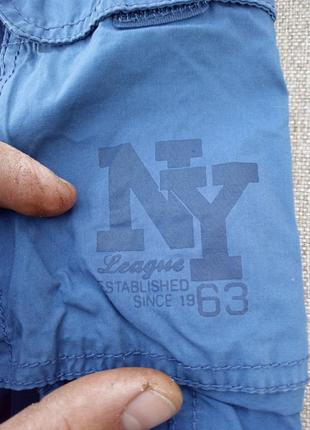 NY
League
ESTABLISHED
SINCE 1963